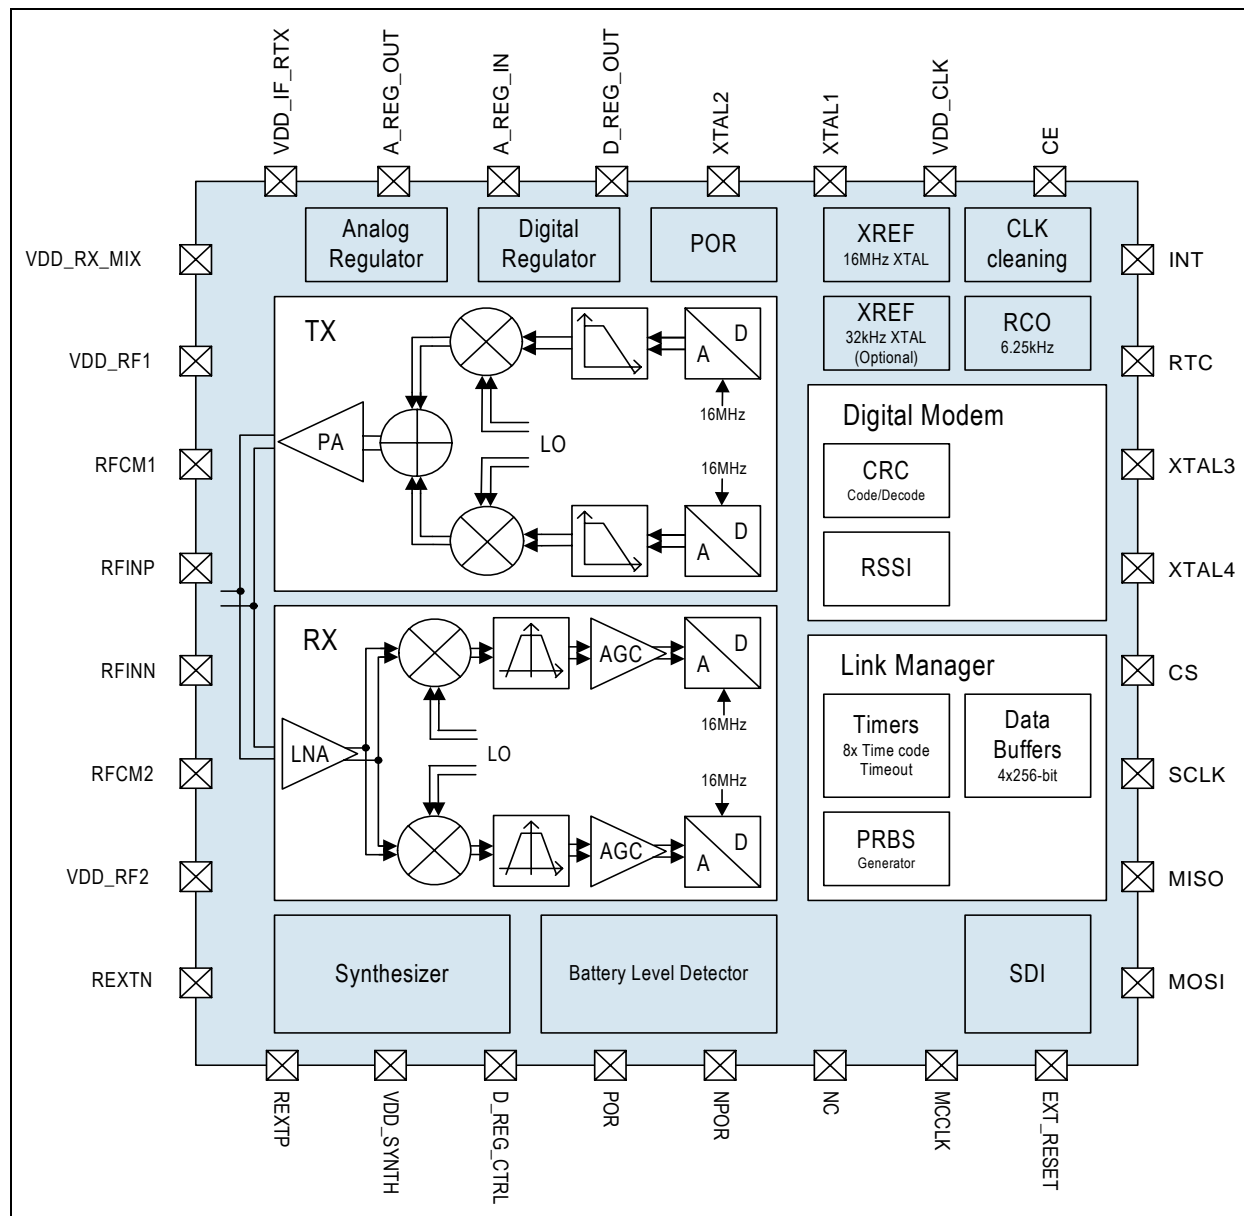 VDD_IF_RTX
A_REG_OUT
A_REG_IN
D_REG_OUT
XTAL2
XTAL1
VDD_CLK
CE
VDD_RX_MIX
VDD_RF1
RFCM1
RFINP
RFINN
RFCM2
VDD_RF2
REXTN
Analog
Regulator
Digital
Regulator
POR
XREF
16MHz XTAL
CLK
cleaning
XREF
32kHz XTAL
(Optional)
RCO
6.25kHz
TX
D
A
16MHz
PA
LO
16MHz
D
A
RX
AGC
D
A
16MHz
LNA
LO
16MHz
AGC
D
A
Digital Modem
CRC
Code/Decode
RSSI
Link Manager
Timers
8x Time code
Timeout
Data
Buffers
4x256-bit
PRBS
Generator
Synthesizer
Battery Level Detector
SDI
INT
RTC
XTAL3
XTAL4
CS
SCLK
MISO
MOSI
REXTP
VDD_SYNTH
D_REG_CTRL
POR
NPOR
NC
MCCLK
EXT_RESET